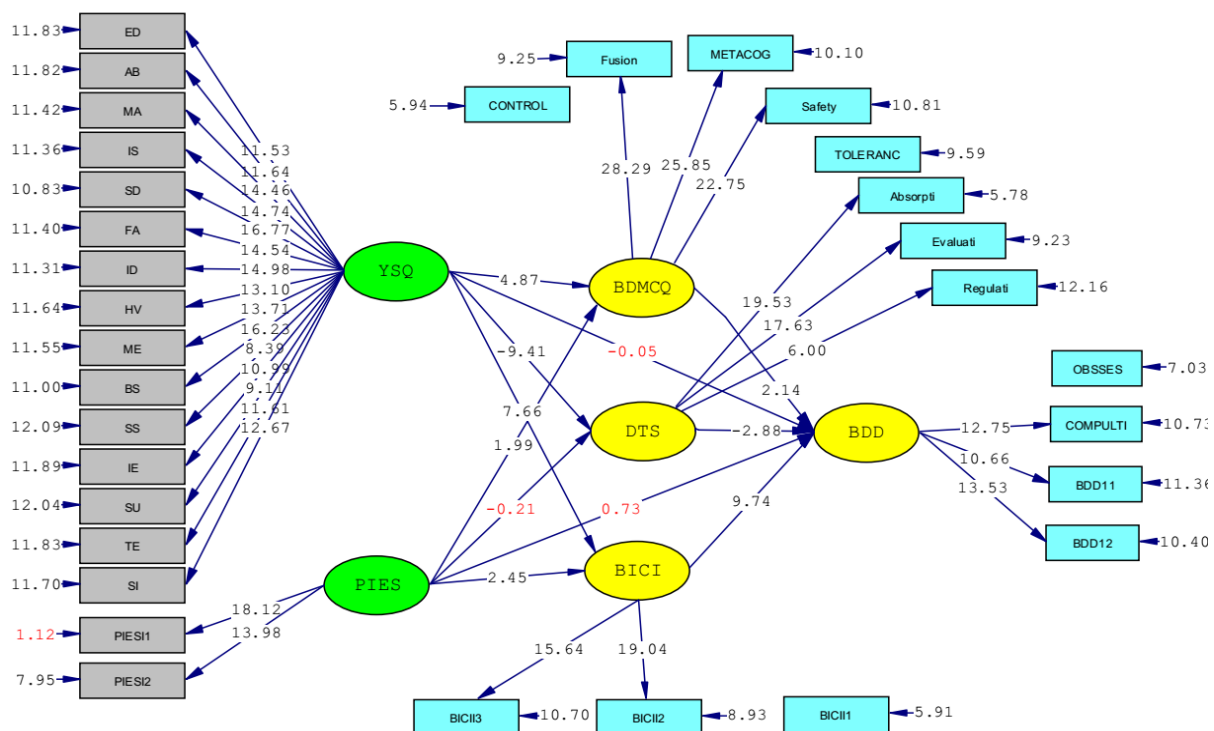 11.83 ED
11.82 AB
11.42 MA
11.36 IS
10.83 SD
11.40 FA
11.31 ID
11.64 HV
11.55 ME
11.00 BS
12.09 SS
11.89 IE
12.04 SU
11.83 TE
11.70 SI
1.12 PIESI1
7.95 PIESI2
11.53
11.64
14.46
14.74
16.77
14.54
14.98
13.10
13.71
16.23
8.39
10.99
9.11
11.61
12.67
18.12
13.98
YSQ
PIES
9.25 Fusion
METACOG 10.10
5.94 CONTROL
Safety 10.81
TOLERANC 9.59
Absorpti 5.78
Evaluati 9.23
Regulati 12.16
28.29
25.85
22.75
19.53
17.63
6.00
4.87
-9.41
-0.05
7.66
1.99
-0.21
0.73
2.45
BDMCQ
DTS
BICI
BDD
2.14
-2.88
9.74
12.75
10.66
13.53
OBSSES 7.03
COMPULTI 10.73
BDD11 11.36
BDD12 10.40
15.64
19.04
BICII3 10.70
BICII2 8.93
BICII1 5.91